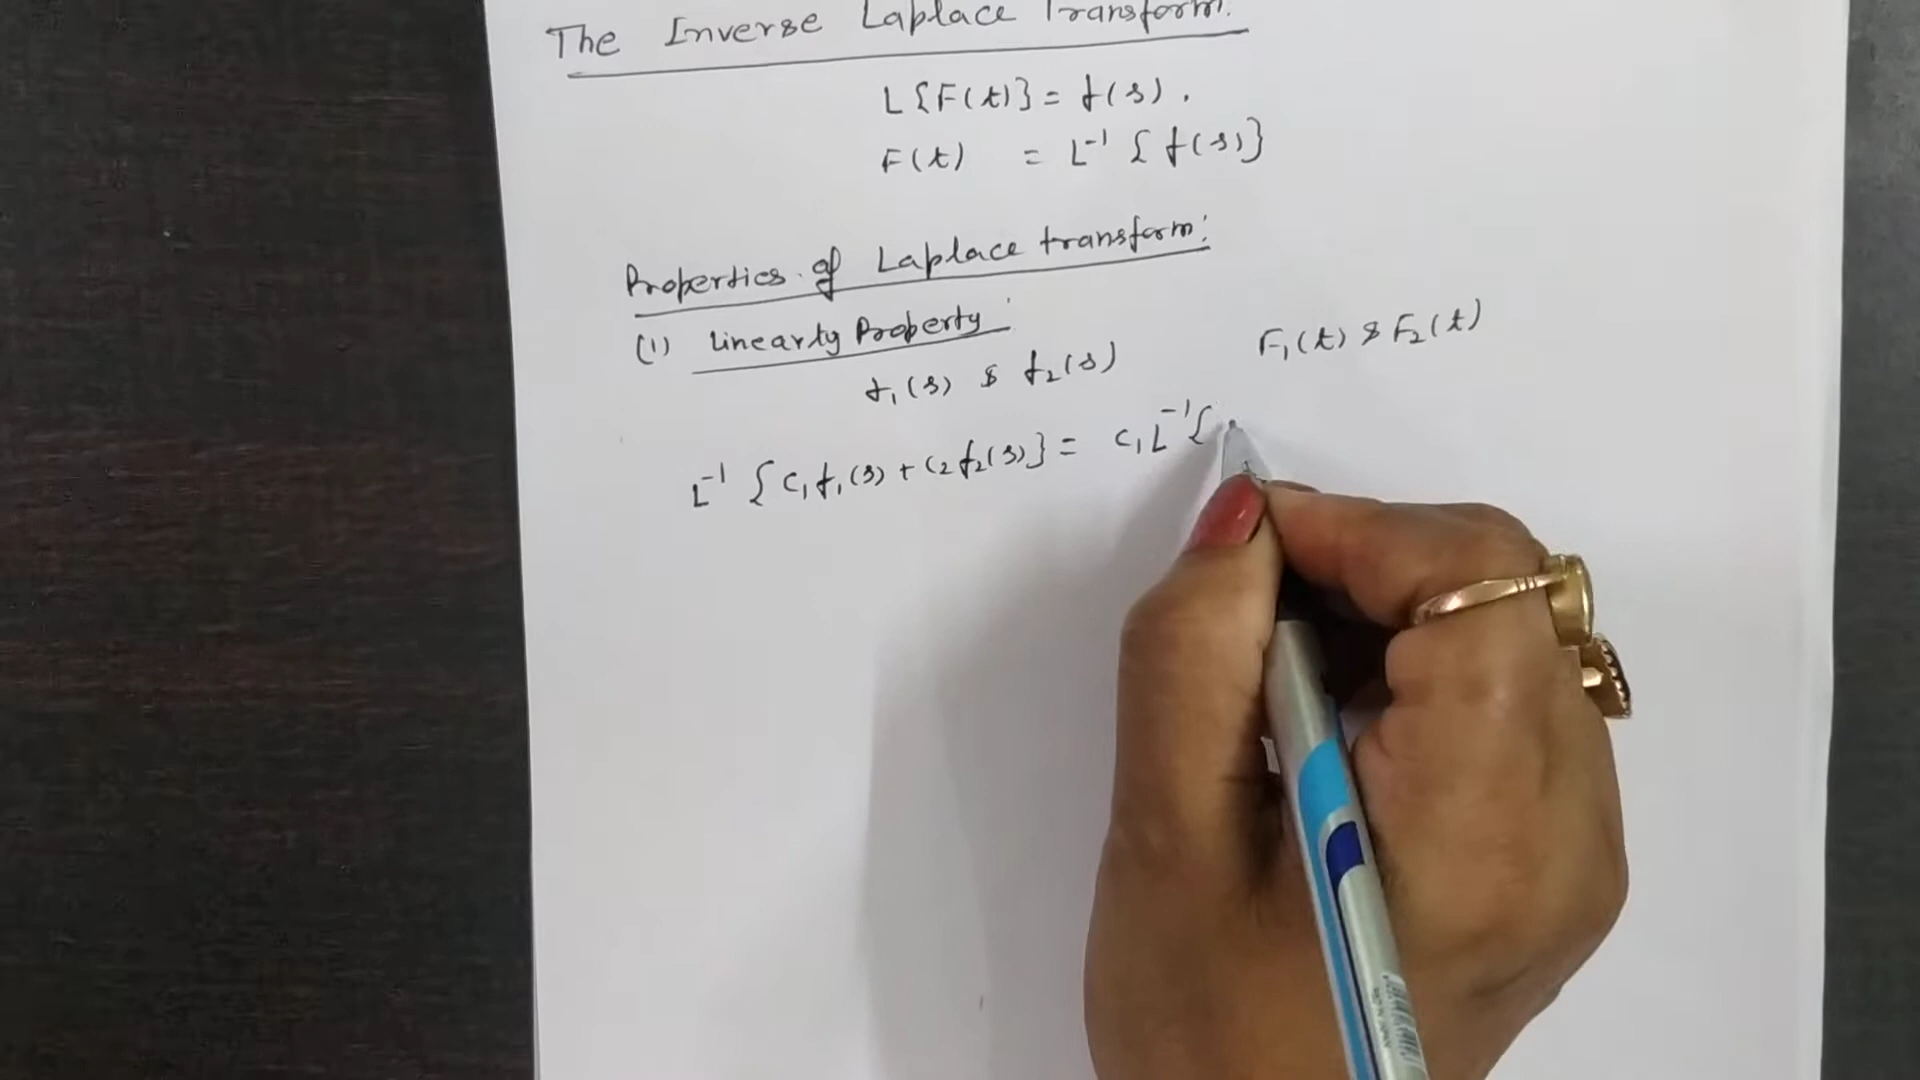 The Inverse Laplace Transform.
L{F(t)} = f(s).
F(t) = L⁻¹ {f(s)}
Properties of Laplace transform:
(1) Linearty Property:
f₁(s) & f₂(s) F₁(t) & F₂(t)
L⁻¹ {c₁f₁(s) + c₂f₂(s)} = c₁L⁻¹{